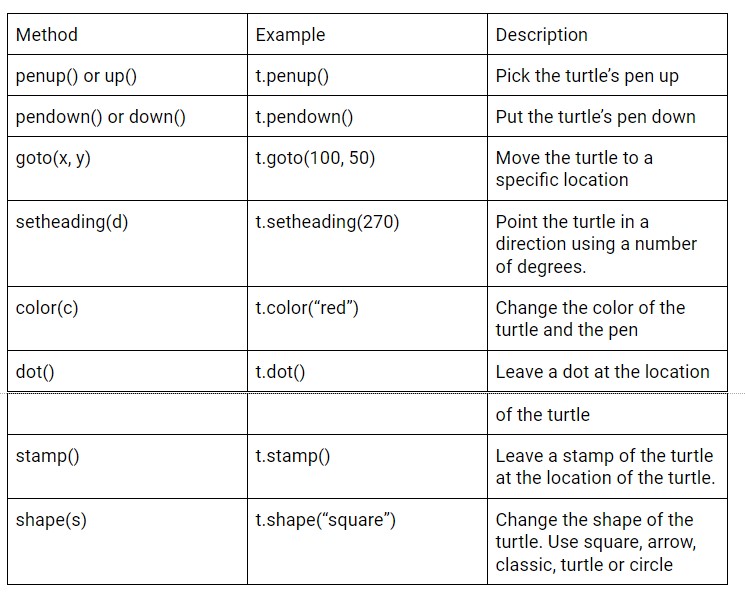 Method Example Description
penup() or up() t.penup() Pick the turtle’s pen up
pendown() or down() t.pendown() Put the turtle’s pen down
goto(x, y) t.goto(100, 50) Move the turtle to a
specific location
setheading(d) t.setheading(270) Point the turtle in a
direction using a number
of degrees.
color(c) t.color(“red”) Change the color of the
turtle and the pen
dot() t.dot() Leave a dot at the location
of the turtle
stamp() t.stamp() Leave a stamp of the turtle
at the location of the turtle.
shape(s) t.shape(“square”) Change the shape of the
turtle. Use square, arrow,
classic, turtle or circle